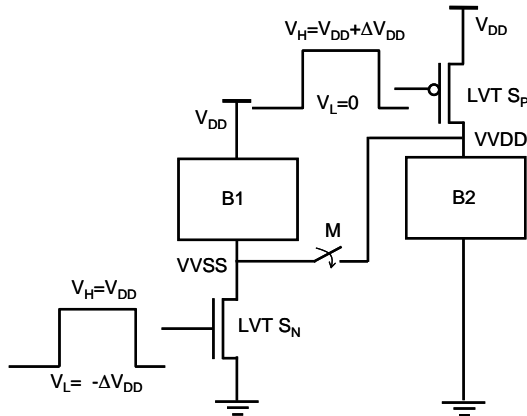 V_H=V_DD+ΔV_DD
V_DD
V_L=0
LVT S_P
V_DD
VVDD
B1
B2
M
VVSS
V_H=V_DD
LVT S_N
V_L= -ΔV_DD